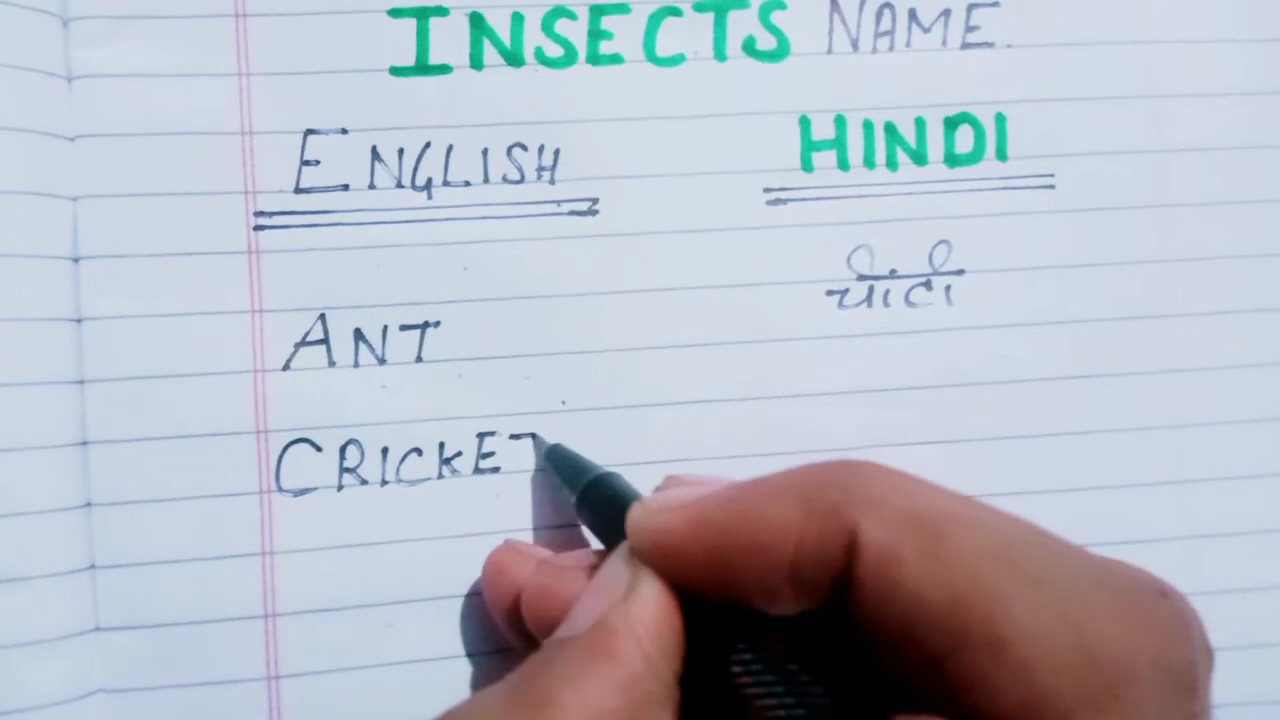 INSECTS NAME
ENGLISH HINDI
ANT चींटी
CRICKET